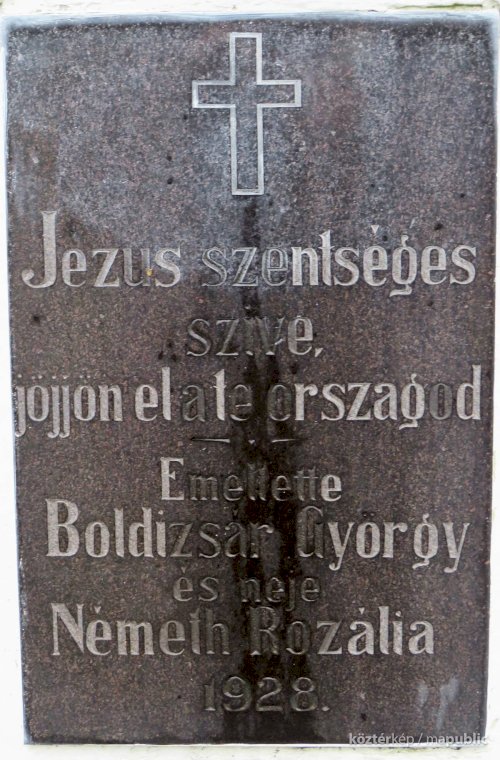 Jezus szentséges
szive,
jöjjön el a te országod
Emeltette
Boldizsár György
és neje
Németh Rozália
1928.
köztérkép / mapublic